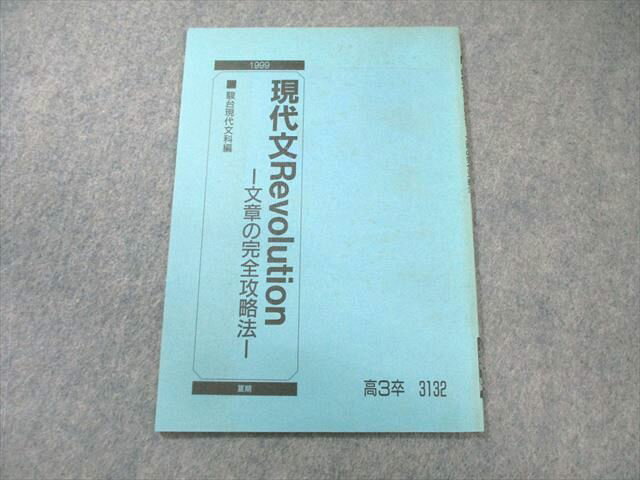 1999
現代文Revolution
ー文章の完全攻略法ー
■駿台現代文科編
夏期
高3卒 3132